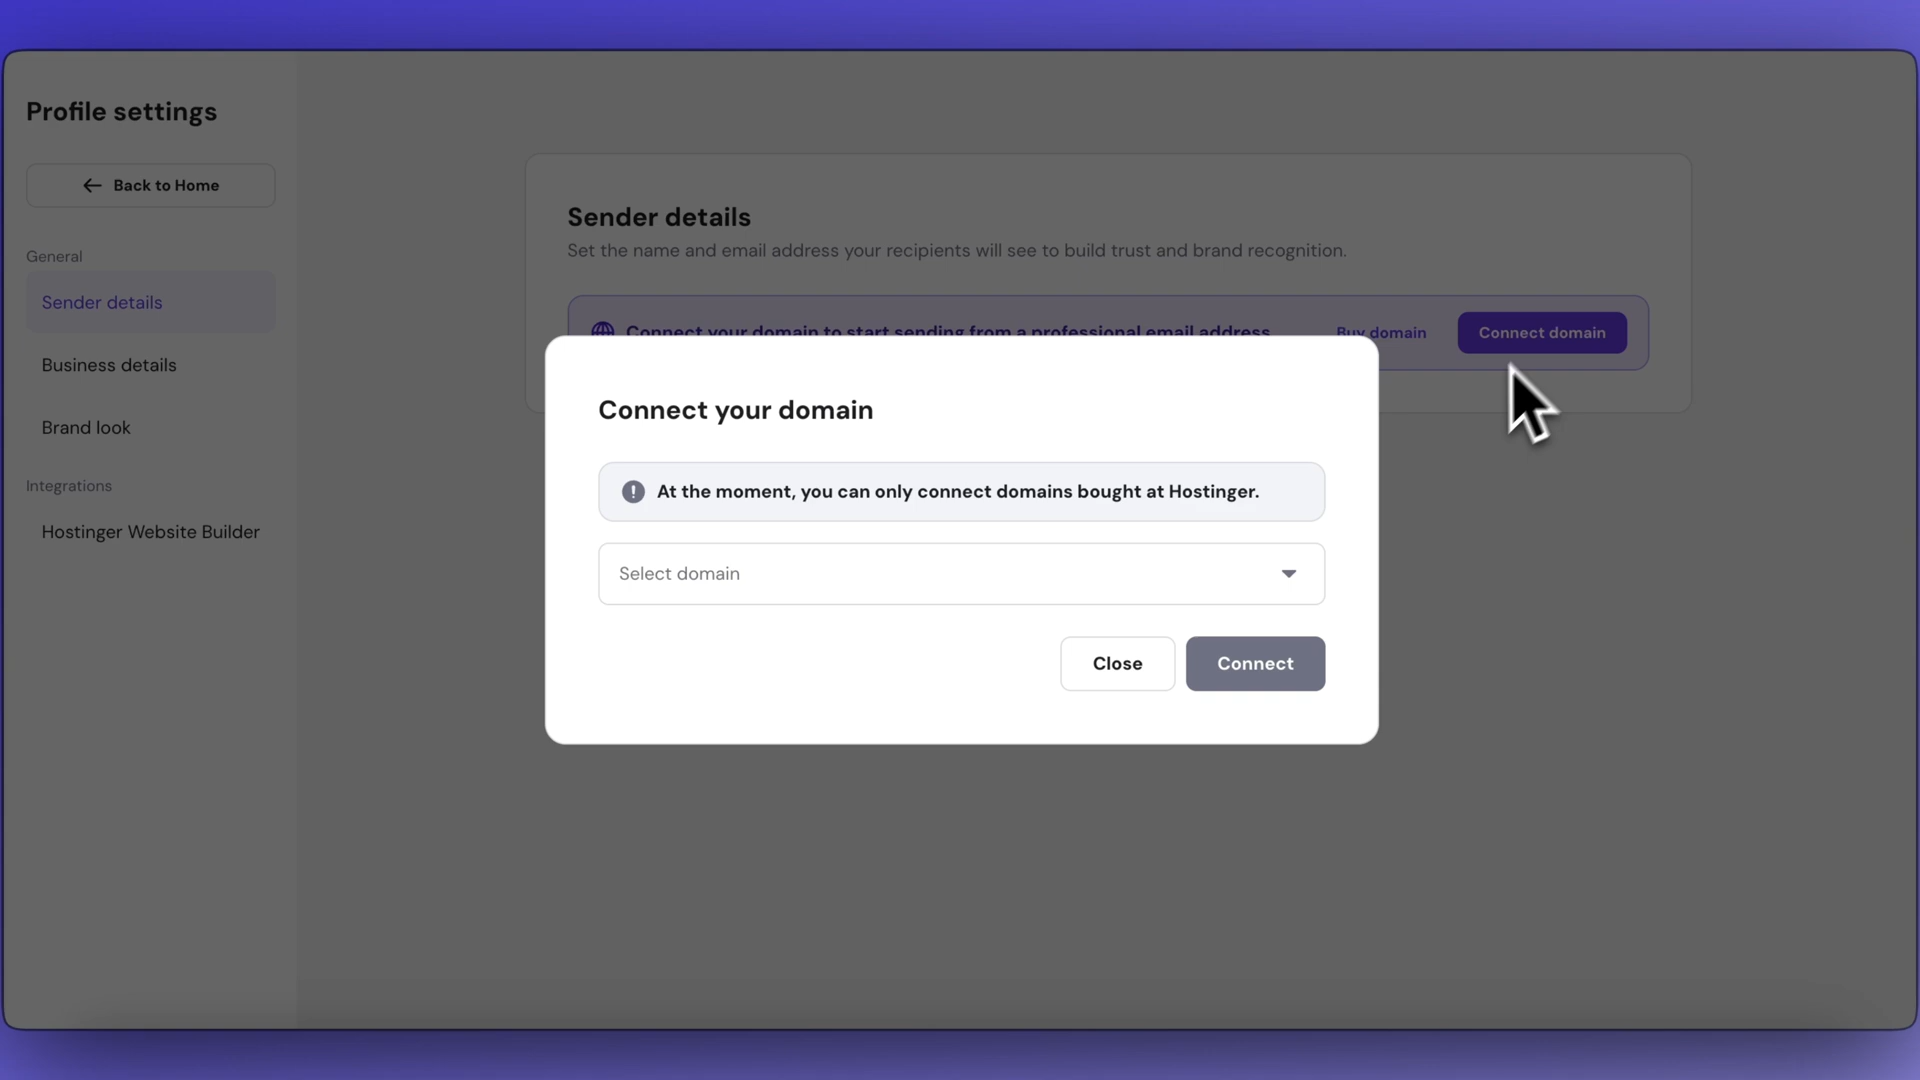 Profile settings
Back to Home
General
Sender details
Business details
Brand look
Integrations
Hostinger Website Builder
Sender details
Set the name and email address your recipients will see to build trust and brand recognition.
Connect your domain to start sending from a professional email address
Buy domain
Connect domain
Connect your domain
At the moment, you can only connect domains bought at Hostinger.
Select domain
Close
Connect